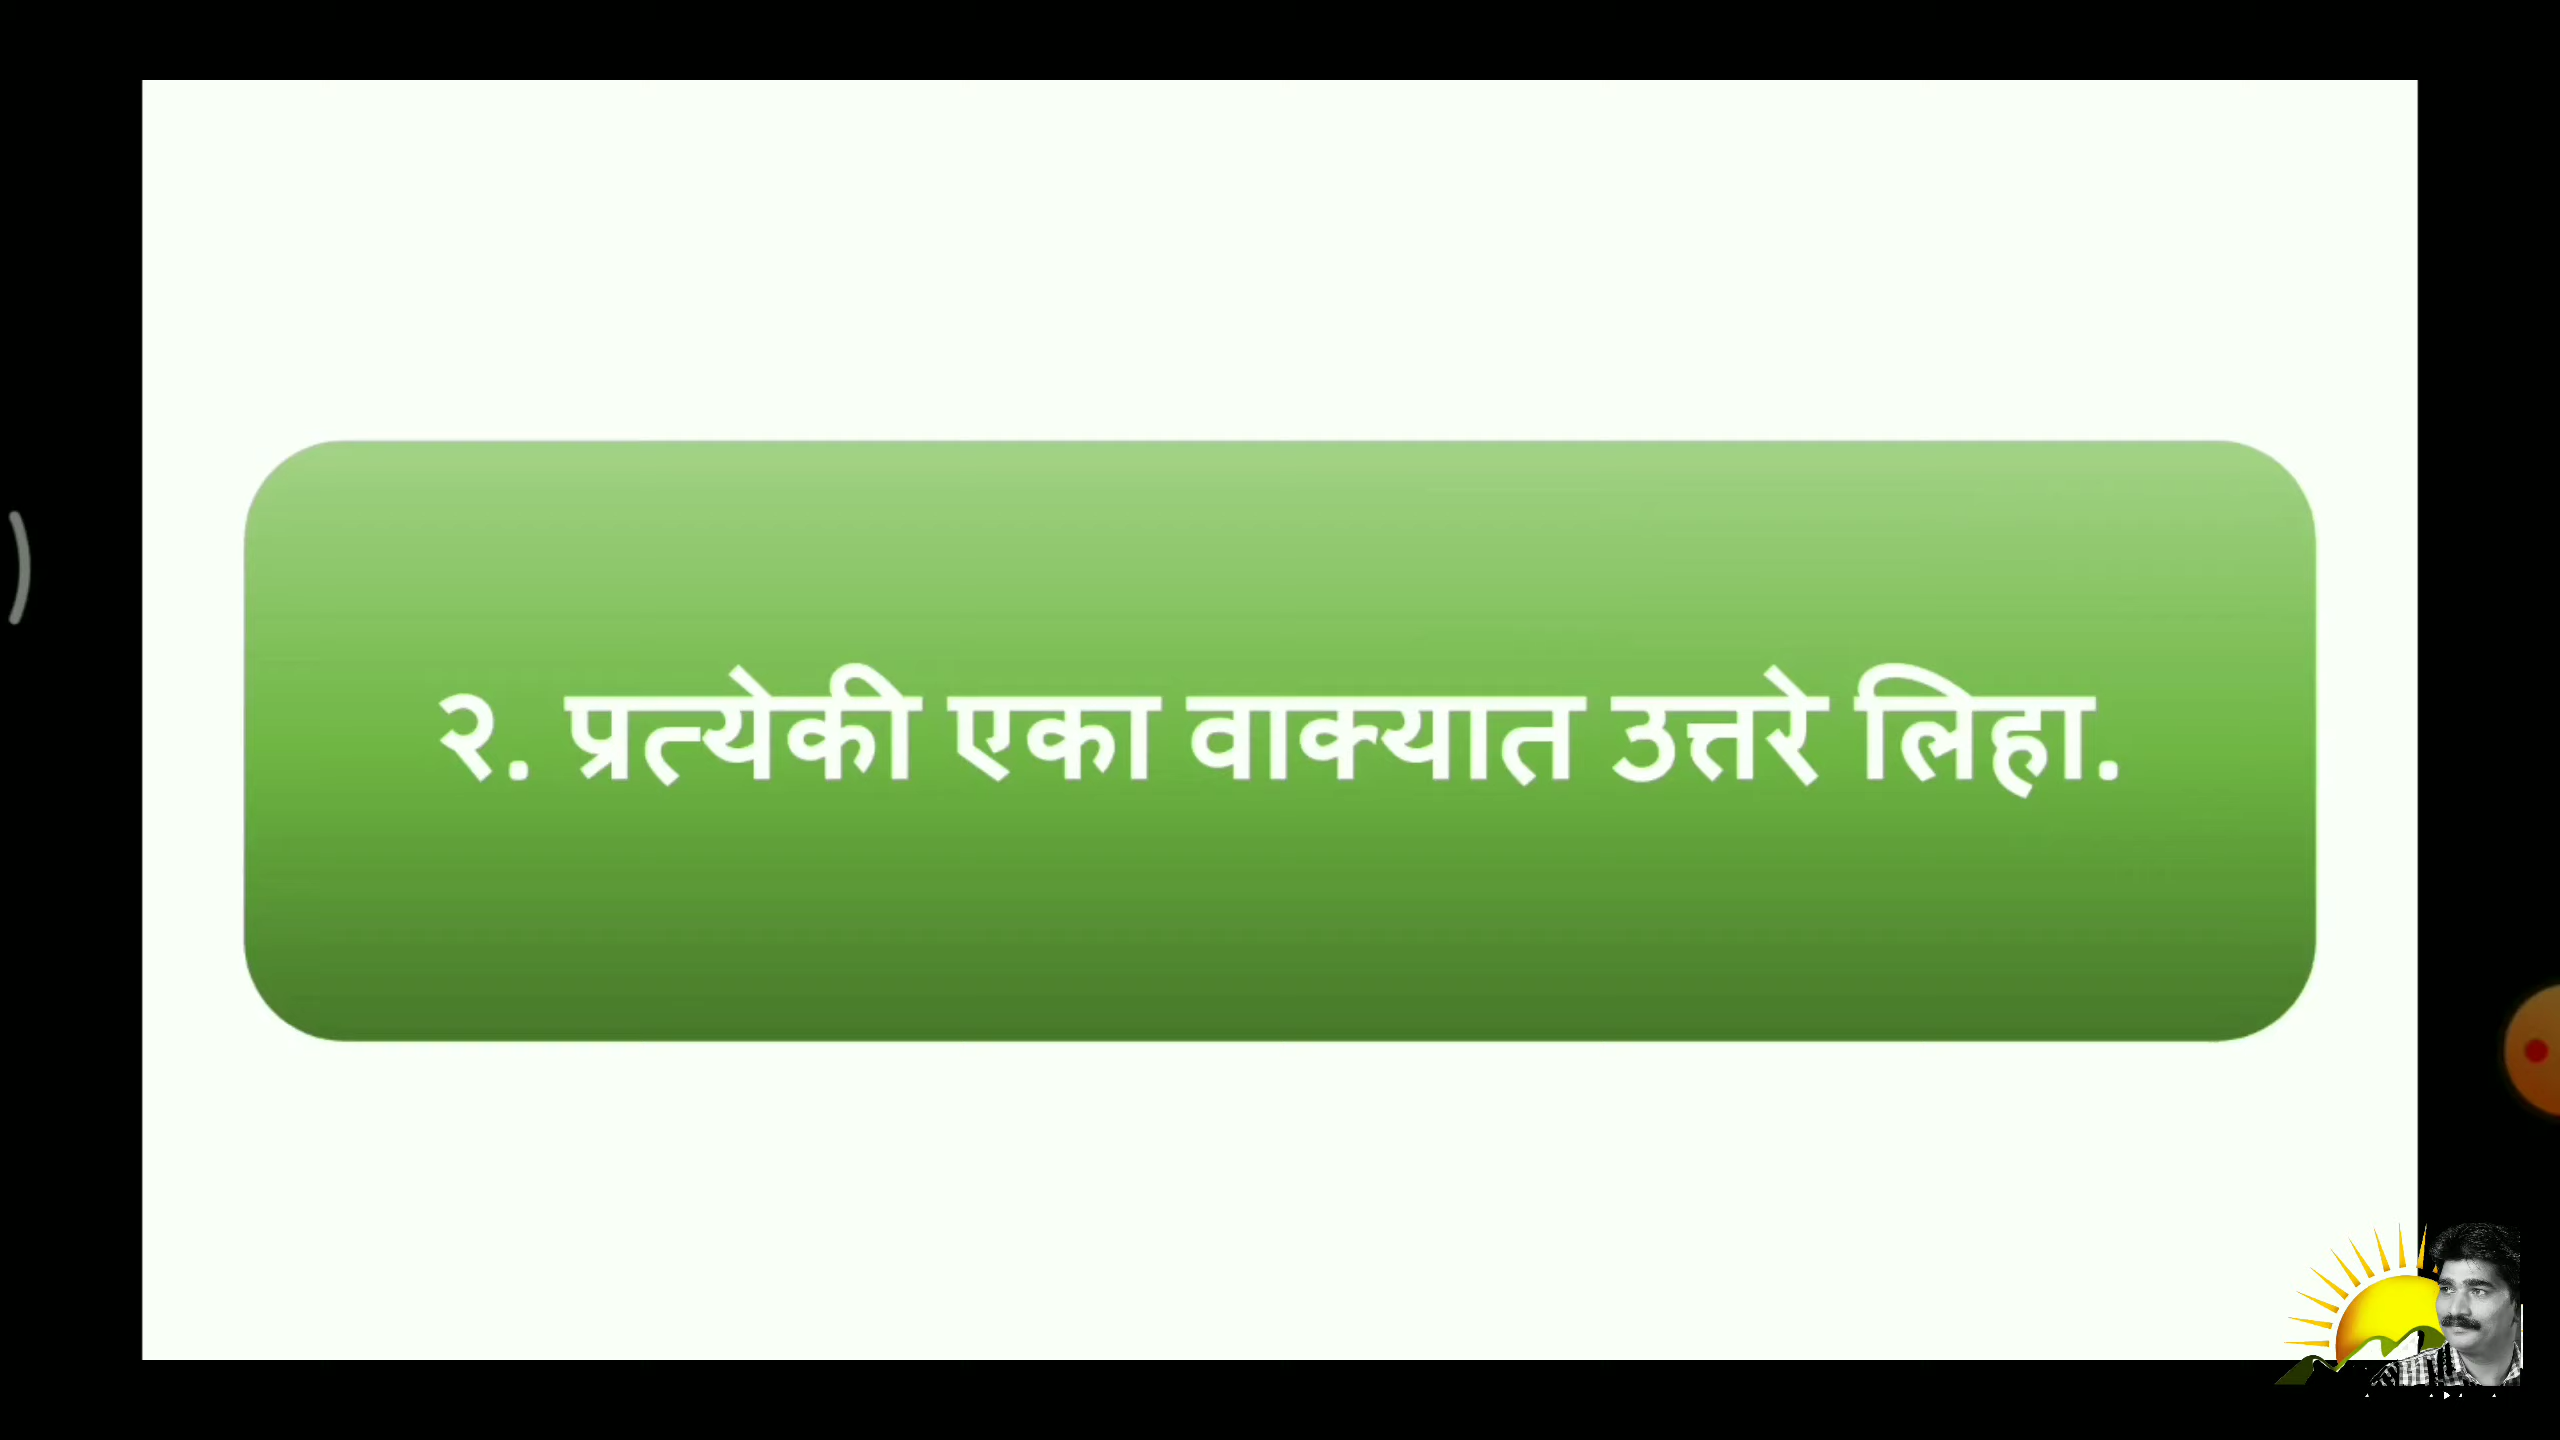 २. प्रत्येकी एका वाक्यात उत्तरे लिहा.